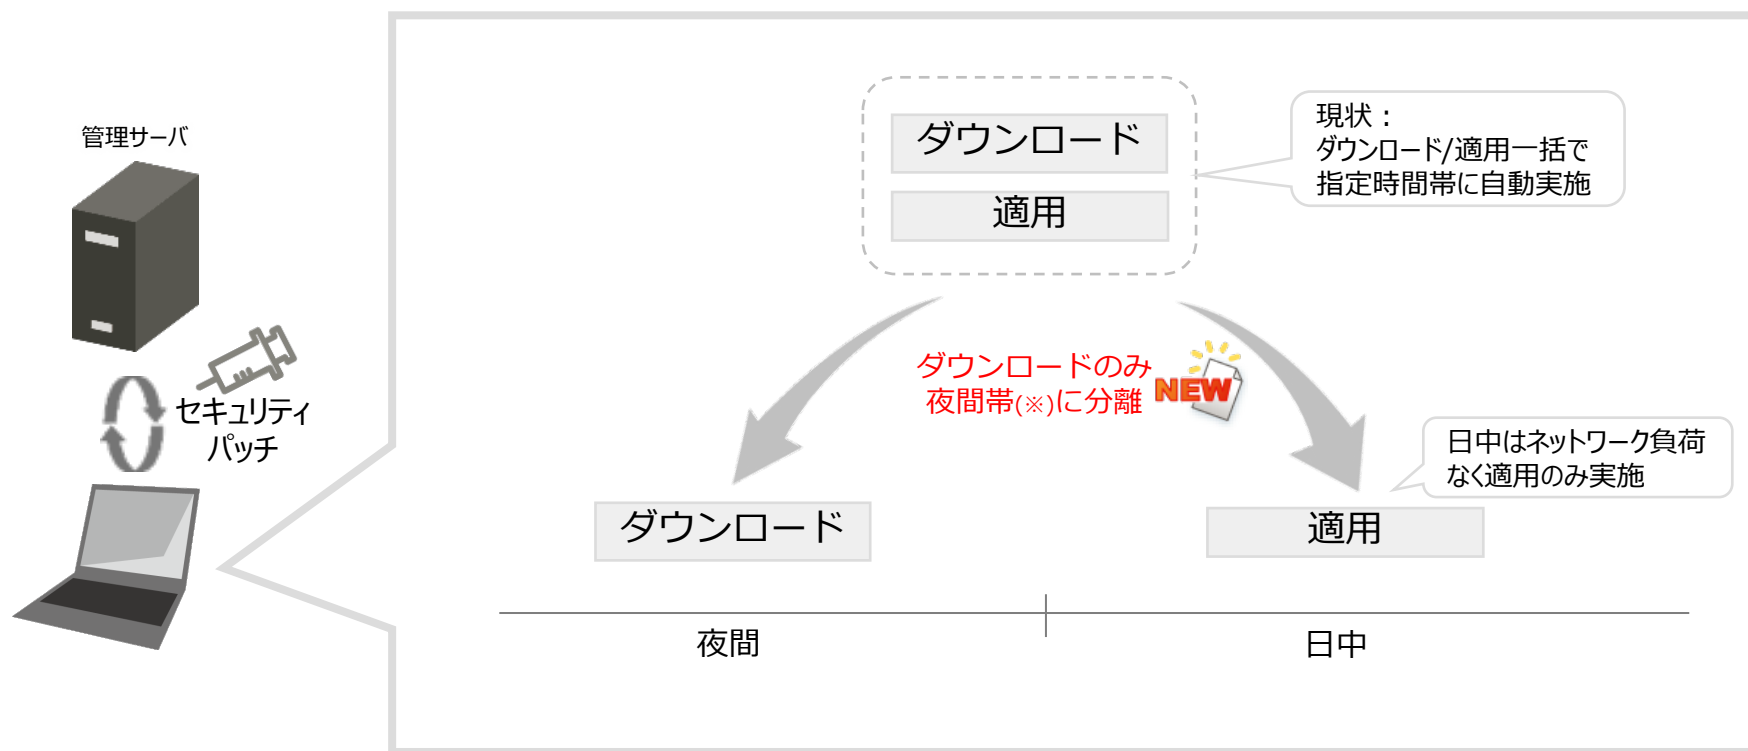 管理サーバ
セキュリティ
パッチ
ダウンロード
適用
現状：
ダウンロード/適用一括で
指定時間帯に自動実施
ダウンロードのみ
夜間帯(※)に分離
NEW
日中はネットワーク負荷
なく適用のみ実施
ダウンロード
適用
夜間
日中